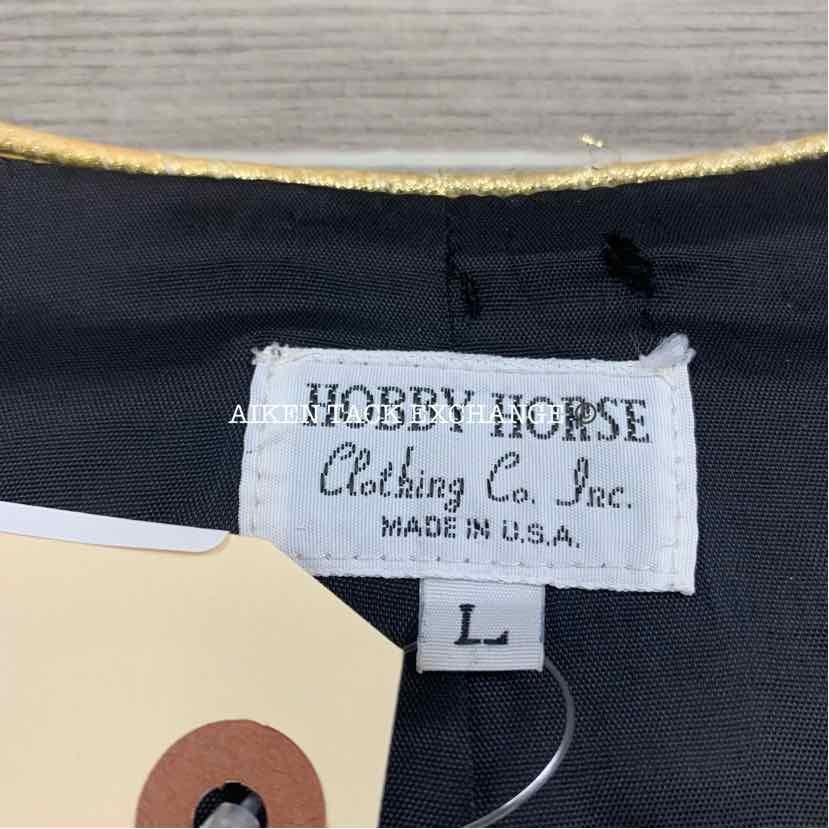 HOBBY HORSE®
AIKEN TACK EXCHANGE
Clothing Co. Inc.
MADE IN U.S.A.
L